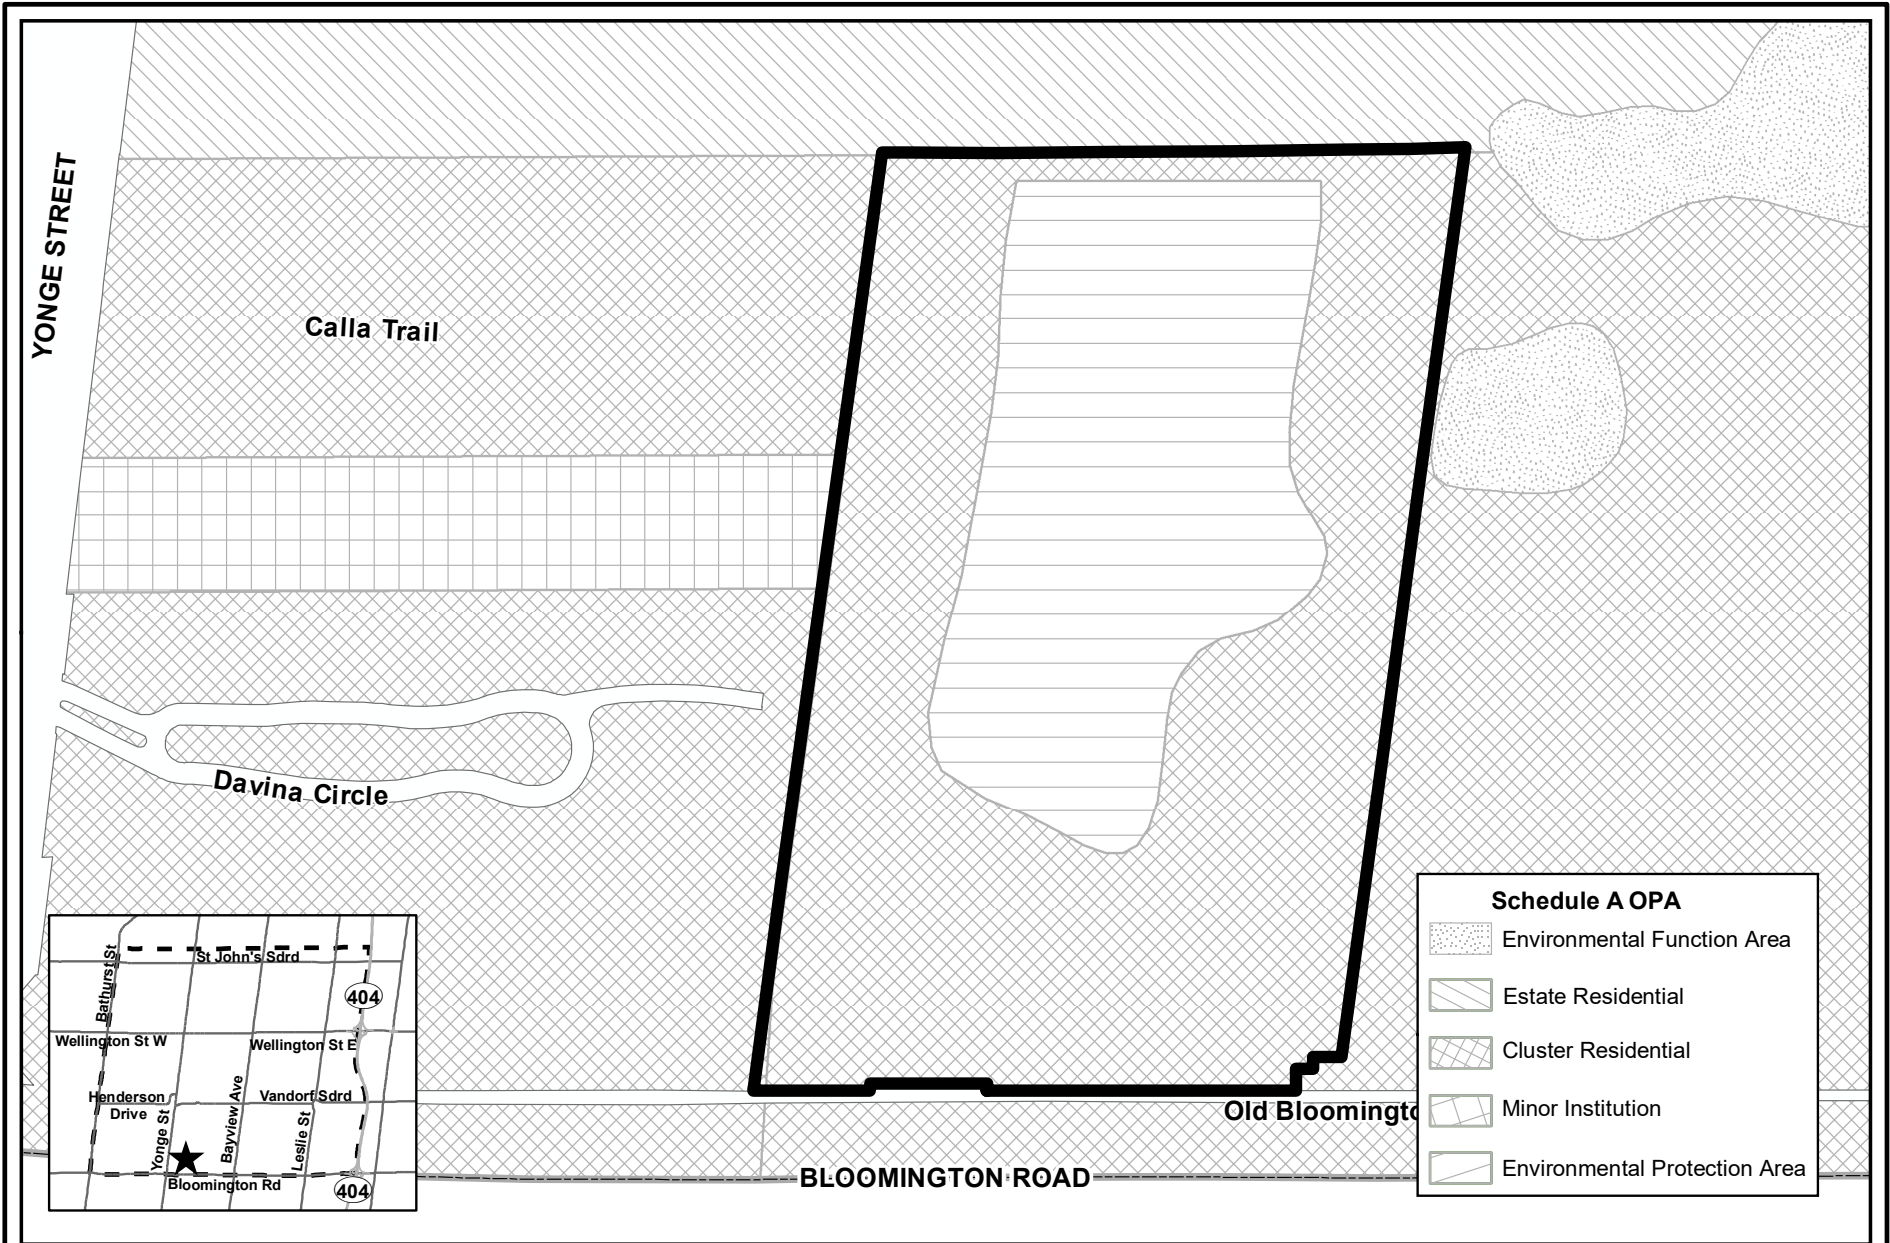 YONGE STREET
Calla Trail
Davina Circle
Old Bloomingto
BLOOMINGTON ROAD
Schedule A OPA
Environmental Function Area
Estate Residential
Cluster Residential
Minor Institution
Environmental Protection Area
Bathurst St
St John's Sdrd
404
Wellington St W
Wellington St E
Henderson
Drive
Yonge St
Bayview Ave
Vandorf Sdrd
Leslie St
Bloomington Rd
404